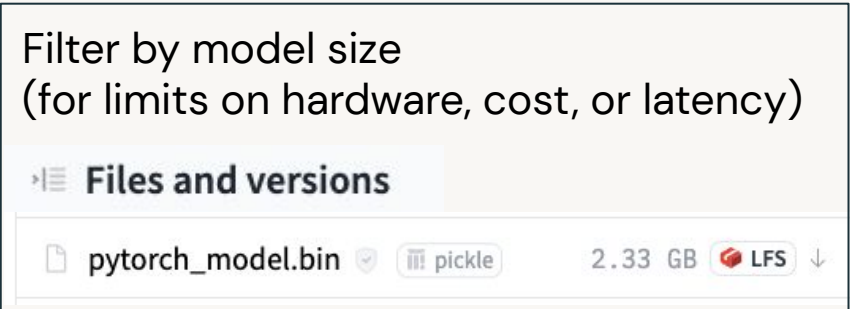 Filter by model size
(for limits on hardware, cost, or latency)
Files and versions
pytorch_model.bin pickle 2.33 GB LFS